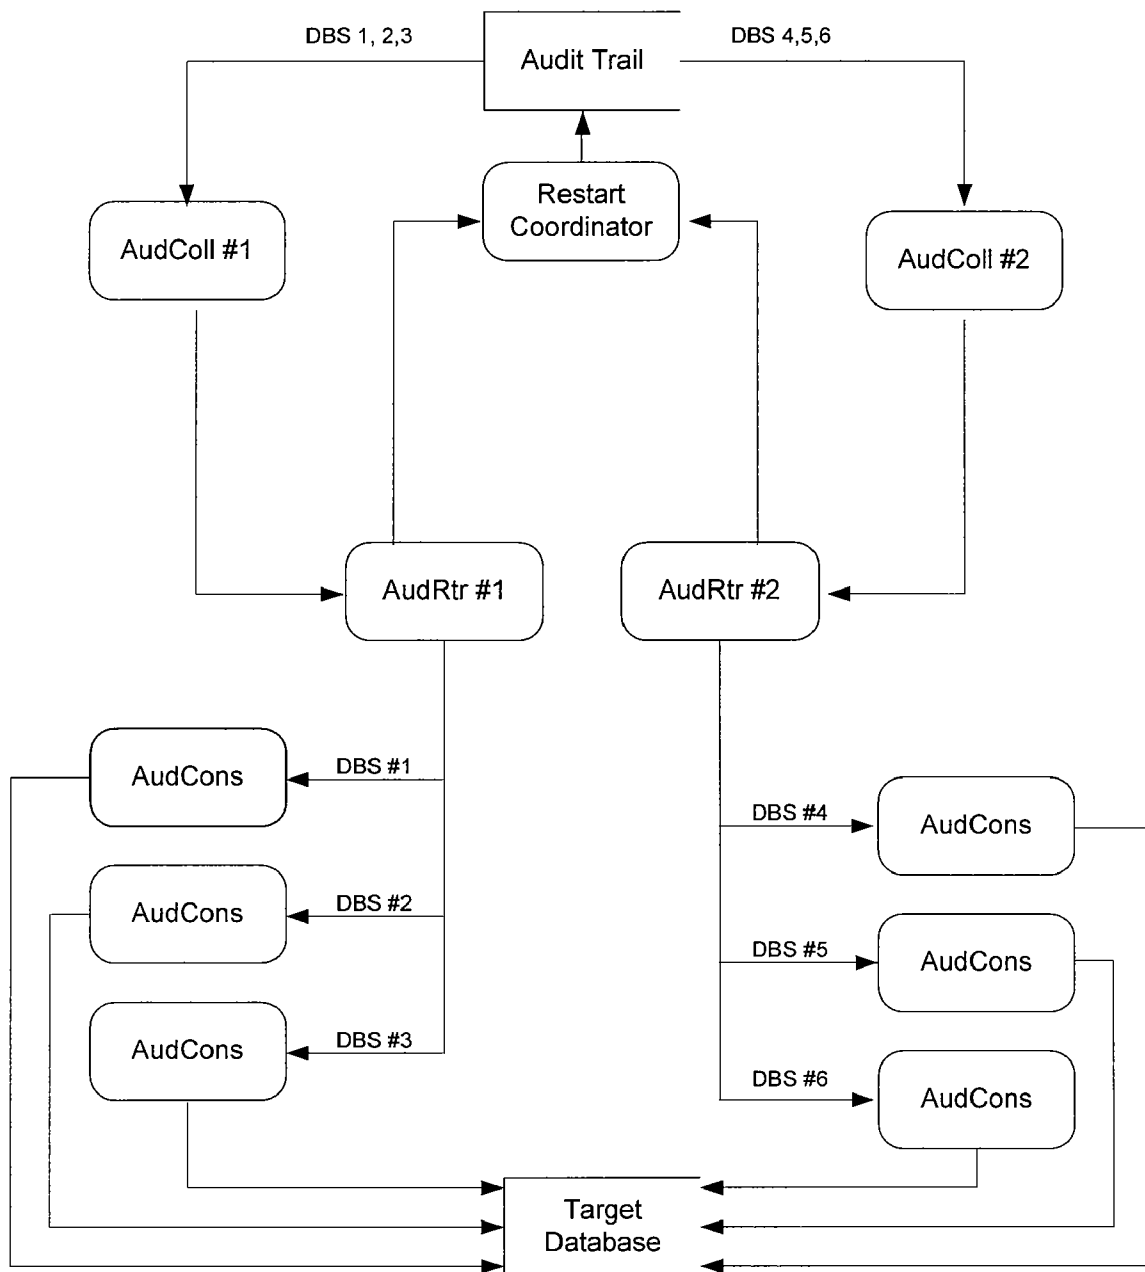 DBS 1, 2,3
Audit Trail
DBS 4,5,6
Restart
Coordinator
AudColl #1
AudColl #2
AudRtr #1
AudRtr #2
AudCons
DBS #1
DBS #4
AudCons
AudCons
DBS #2
DBS #5
AudCons
AudCons
DBS #3
DBS #6
AudCons
Target
Database